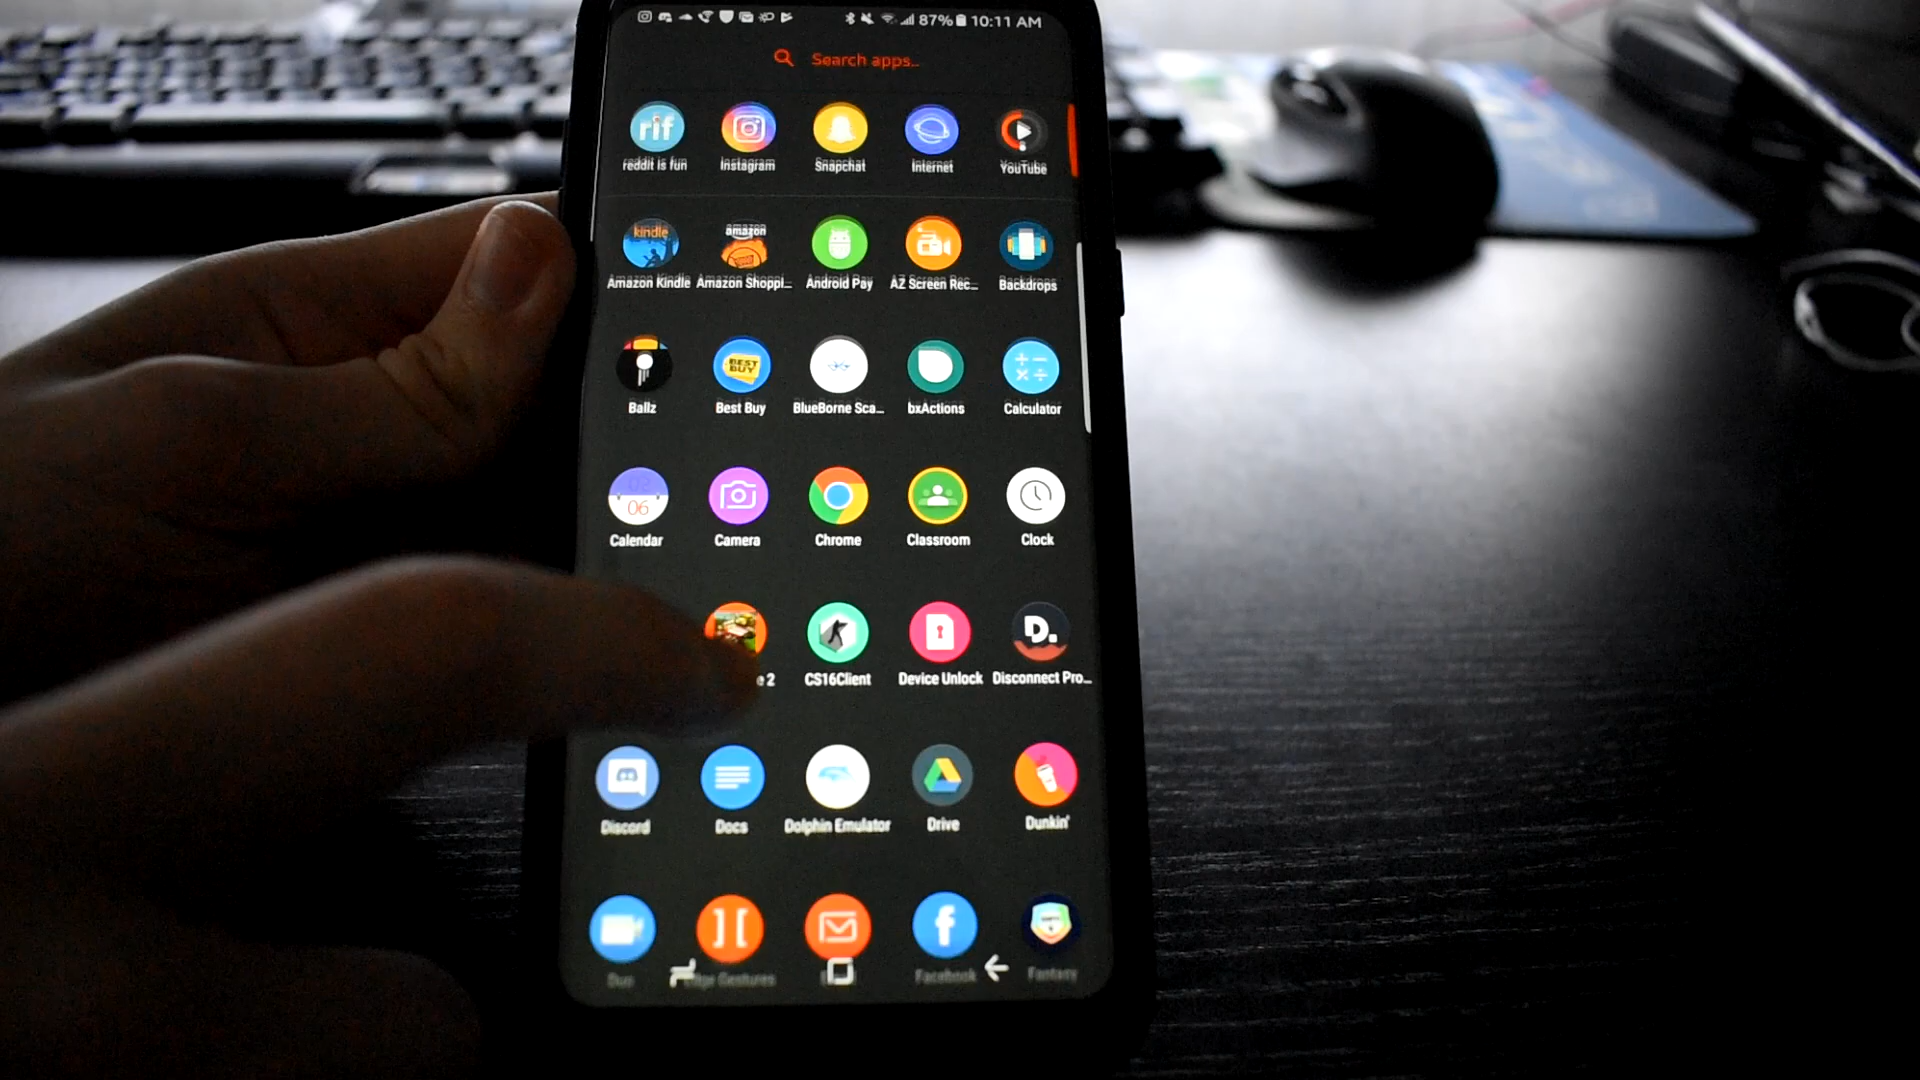 87% 10:11 AM
Search apps...
rif
reddit is fun Instagram Snapchat Internet YouTube
kindle amazon
Amazon Kindle Amazon Shoppi... Android Pay AZ Screen Rec... Backdrops
BEST BUY
Ballz Best Buy BlueBorne Sca... bxActions Calculator
06
Calendar Camera Chrome Classroom Clock
D.
e 2 CS16Client Device Unlock Disconnect Pro...
Discord Docs Dolphin Emulator Drive Dunkin'
f
Duo Edge Gestures Facebook Fantasy